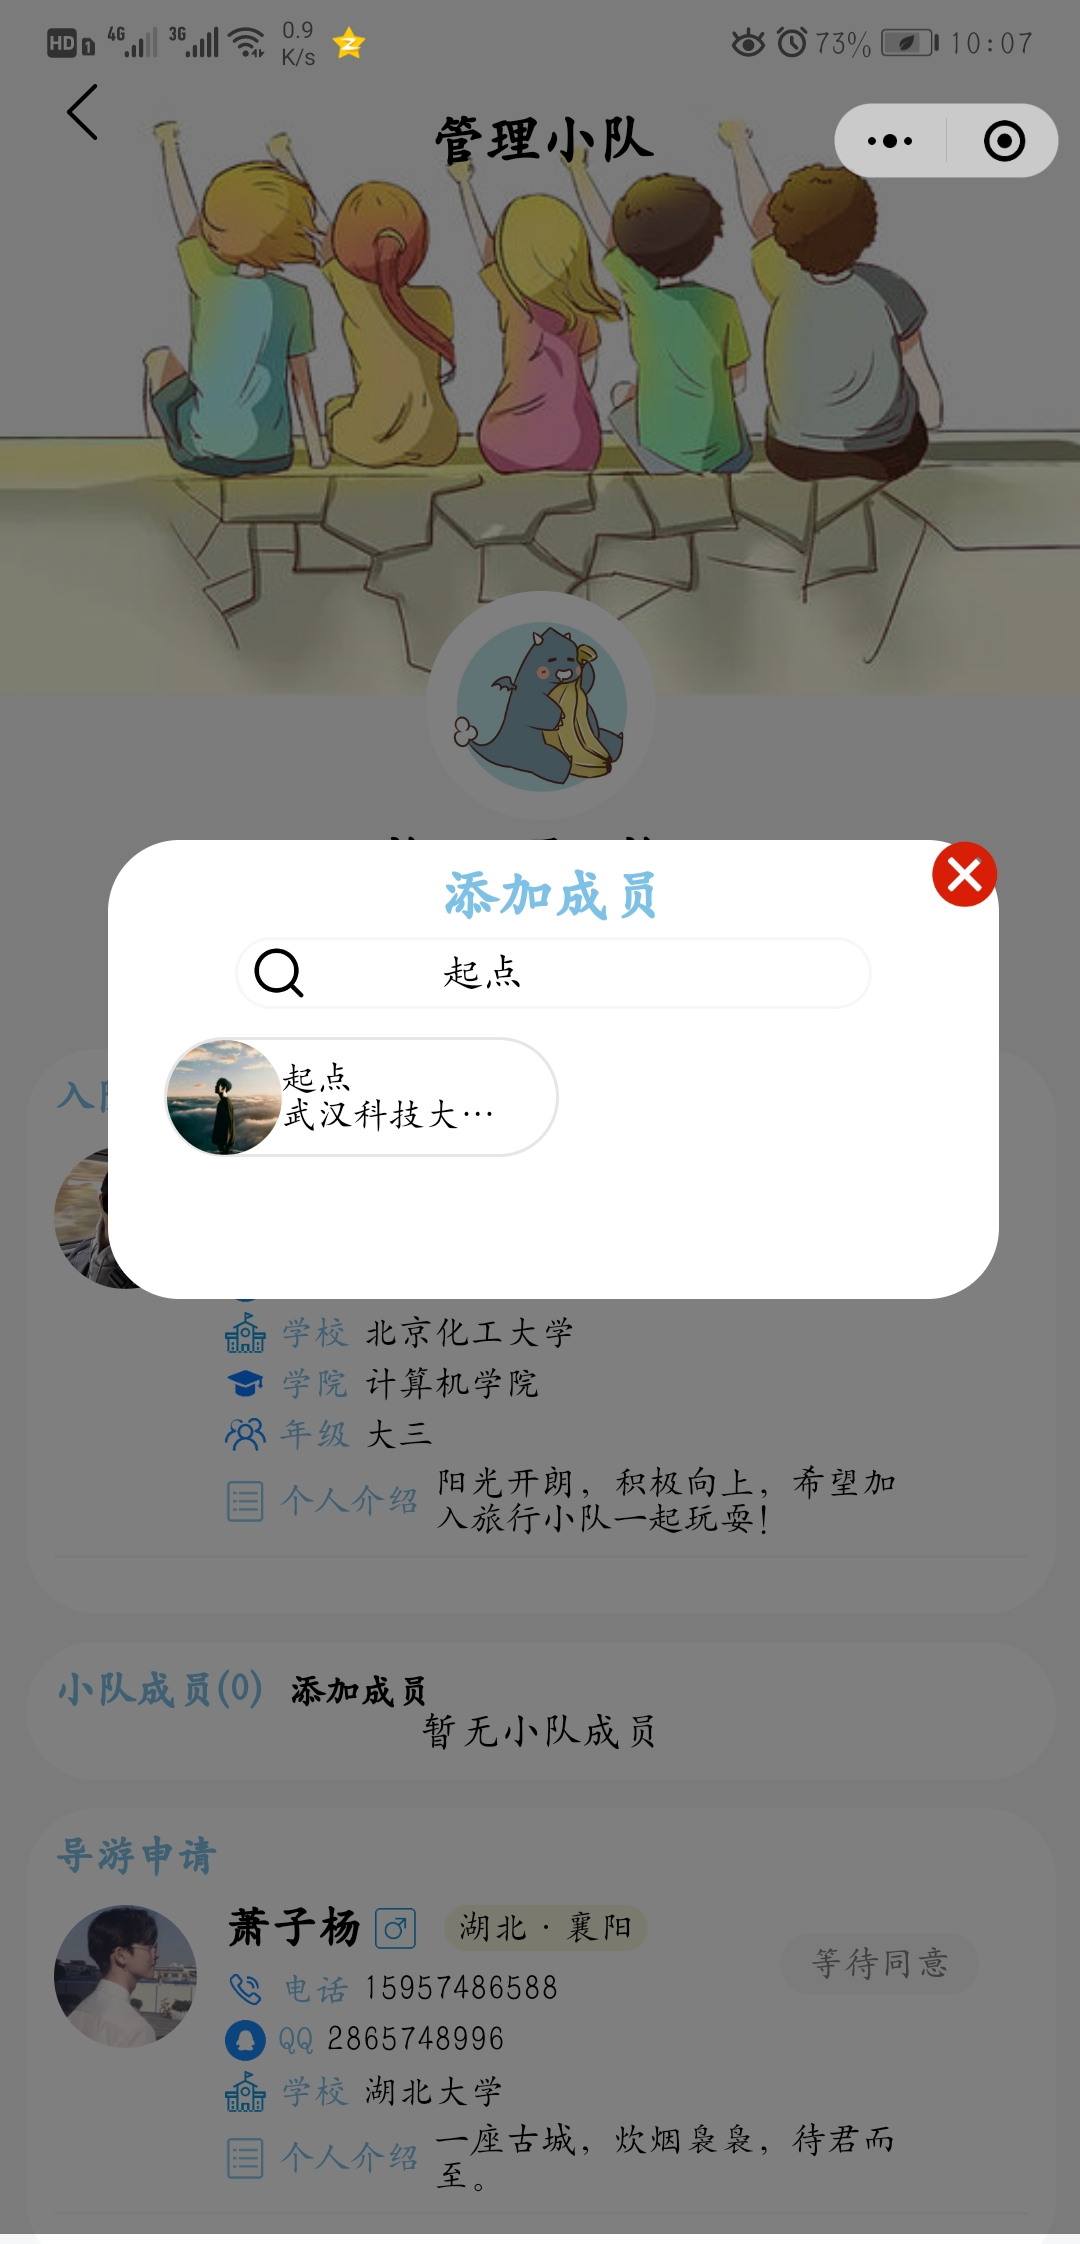 HD 1 4G 3G 0.9 K/s 73% 10:07
管理小队
添加成员
起点
起点
武汉科技大···
入
学校 北京化工大学
学院 计算机学院
年级 大三
个人介绍 阳光开朗，积极向上，希望加
入旅行小队一起玩耍！
小队成员(0) 添加成员
暂无小队成员
导游申请
萧子杨 湖北·襄阳
等待同意
电话 15957486588
QQ 2865748996
学校 湖北大学
个人介绍 一座古城，炊烟袅袅，待君而
至。